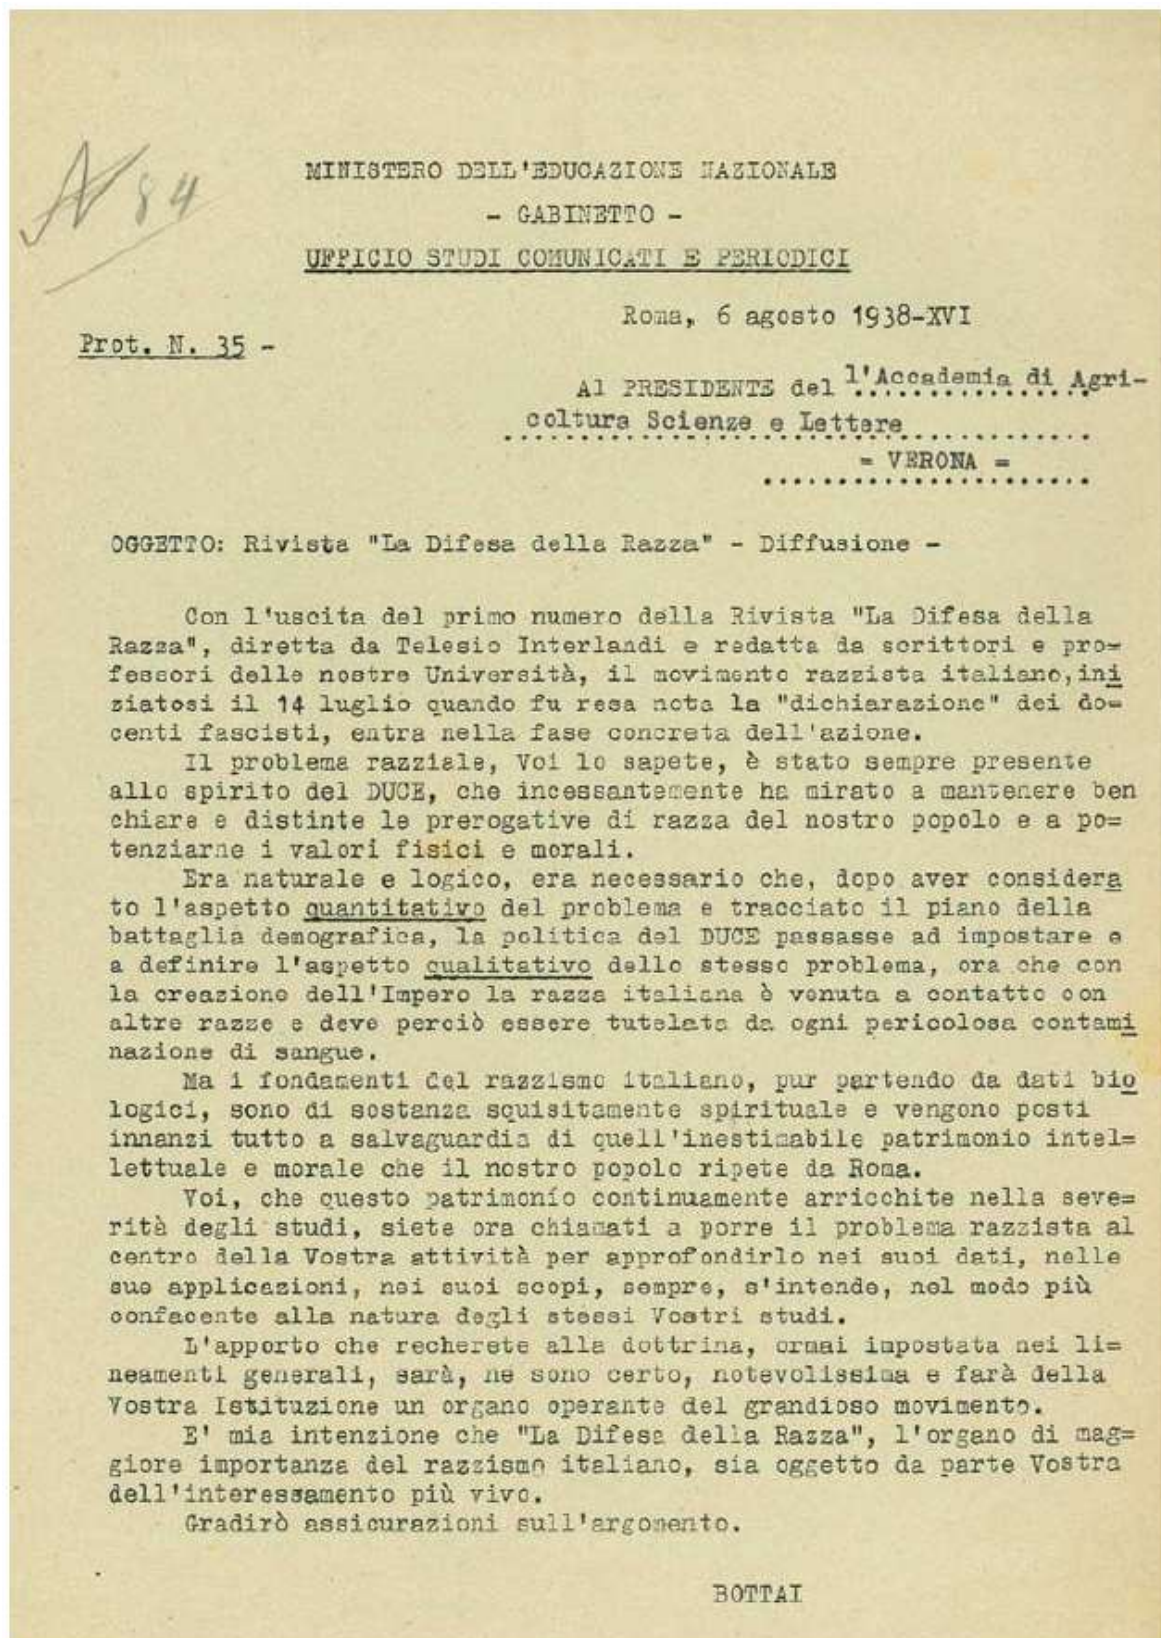 N 84
MINISTERO DELL'EDUCAZIONE NAZIONALE
- GABINETTO -
UFFICIO STUDI COMUNICATI E PERIODICI
Roma, 6 agosto 1938-XVI
Prot. N. 35 -
Al PRESIDENTE del l'Accademia di Agri-
coltura Scienze e Lettere
= VERONA =
OGGETTO: Rivista "La Difesa della Razza" - Diffusione -
Con l'uscita del primo numero della Rivista "La Difesa della
Razza", diretta da Telesio Interlandi e redatta da scrittori e pro=
fessori delle nostre Università, il movimento razzista italiano,ini
ziatosi il 14 luglio quando fu resa nota la "dichiarazione" dei do=
centi fascisti, entra nella fase concreta dell'azione.
Il problema razziale, Voi lo sapete, è stato sempre presente
allo spirito del DUCE, che incessantemente ha mirato a mantenere ben
chiare e distinte le prerogative di razza del nostro popolo e a po=
tenziarne i valori fisici e morali.
Era naturale e logico, era necessario che, dopo aver considera
to l'aspetto quantitativo del problema e tracciato il piano della
battaglia demografica, la politica del DUCE passasse ad impostare e
a definire l'aspetto qualitativo dello stesso problema, ora che con
la creazione dell'Impero la razza italiana è venuta a contatto con
altre razze e deve perciò essere tutelata da ogni pericolosa contami
nazione di sangue.
Ma i fondamenti del razzismo italiano, pur partendo da dati bio
logici, sono di sostanza squisitamente spirituale e vengono posti
innanzi tutto a salvaguardia di quell'inestimabile patrimonio intel=
lettuale e morale che il nostro popolo ripete da Roma.
Voi, che questo patrimonio continuamente arricchite nella seve=
rità degli studi, siete ora chiamati a porre il problema razzista al
centro della Vostra attività per approfondirlo nei suoi dati, nelle
sue applicazioni, nei suoi scopi, sempre, s'intende, nel modo più
confacente alla natura degli stessi Vostri studi.
L'apporto che recherete alla dottrina, ormai impostata nei li=
neamenti generali, sarà, ne sono certo, notevolissima e farà della
Vostra Istituzione un organo operante del grandioso movimento.
E' mia intenzione che "La Difesa della Razza", l'organo di mag=
giore importanza del razzismo italiano, sia oggetto da parte Vostra
dell'interessamento più vivo.
Gradirò assicurazioni sull'argomento.
BOTTAI